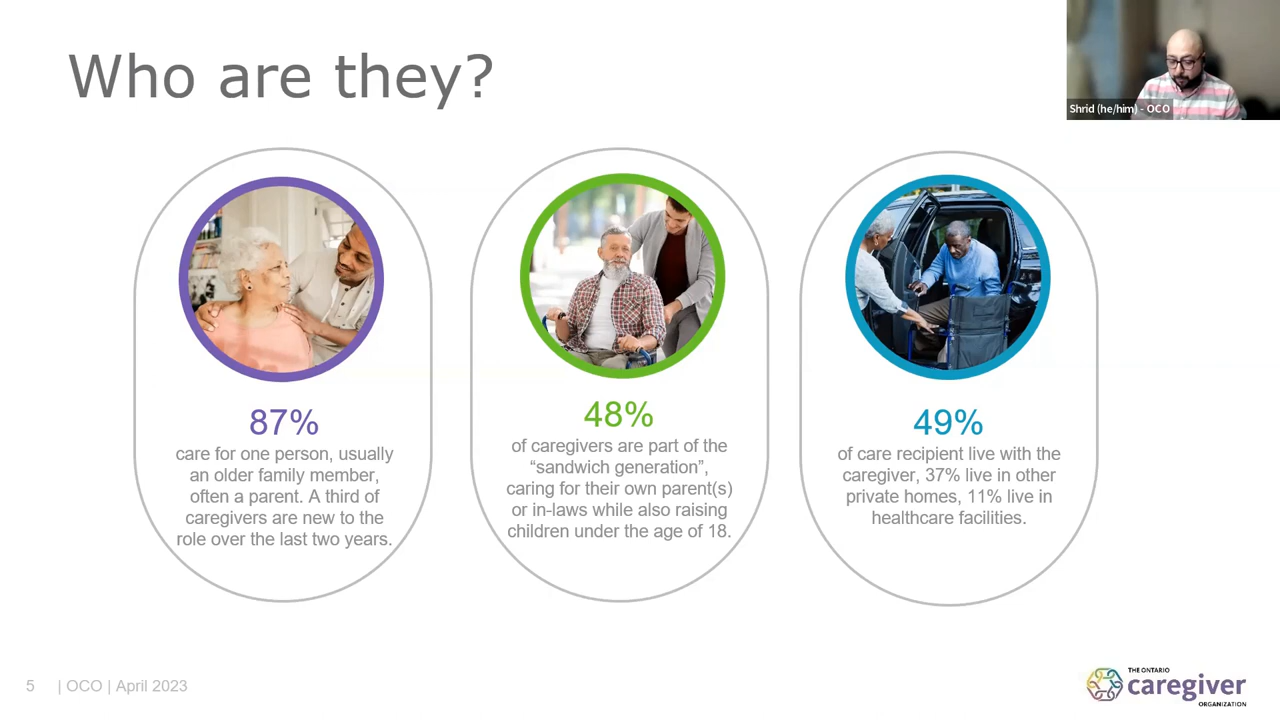 Who are they?
Shrid (he/him) - OCO
87%
care for one person, usually
an older family member,
often a parent. A third of
caregivers are new to the
role over the last two years.
48%
of caregivers are part of the
“sandwich generation”,
caring for their own parent(s)
or in-laws while also raising
children under the age of 18.
49%
of care recipient live with the
caregiver, 37% live in other
private homes, 11% live in
healthcare facilities.
5 | OCO | April 2023
THE ONTARIO
caregiver
ORGANIZATION